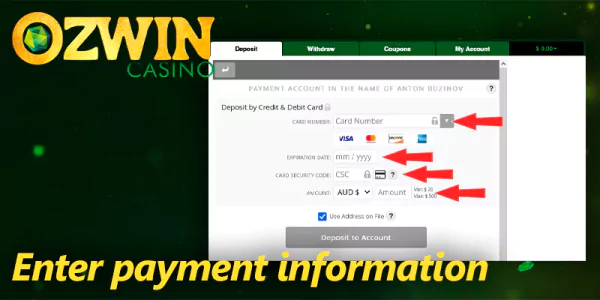 OZWIN
CASINO
Deposit Withdraw Coupons My Account $ 0.00
PAYMENT ACCOUNT IN THE NAME OF ANTON BUZINOV ?
Deposit by Credit & Debit Card
CARD NUMBER: Card Number
VISA
EXPIRATION DATE: mm / yyyy
CARD SECURITY CODE: CSC ?
AMOUNT: AUD $ Amount Min: $ 20
Max: $ 500
Use Address on File ?
Deposit to Account
Enter payment information